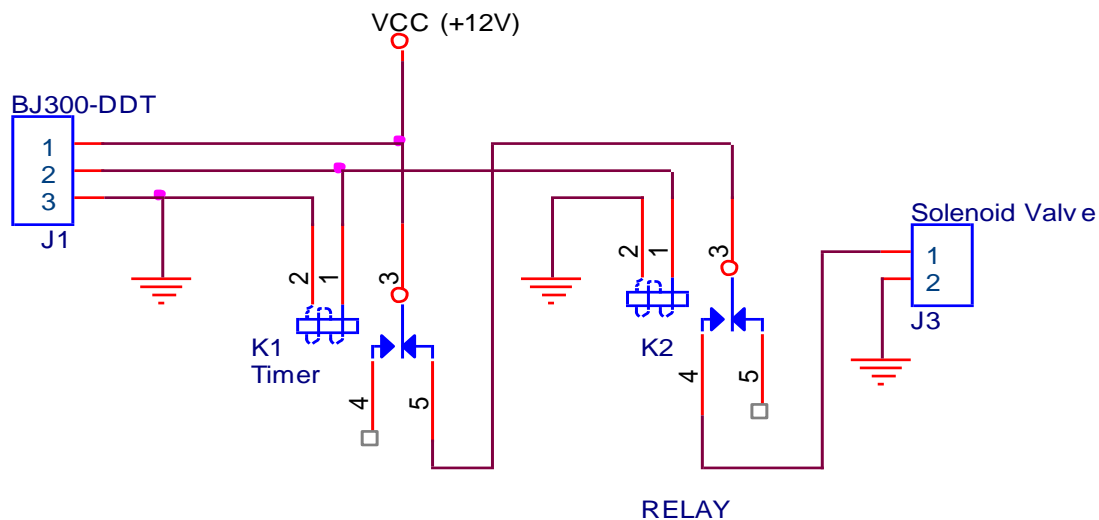 VCC (+12V)
BJ300-DDT
1
2
3
J1
2
1
3
K1
Timer
4
5
2
1
3
K2
4
5
Solenoid Valve
1
2
J3
RELAY